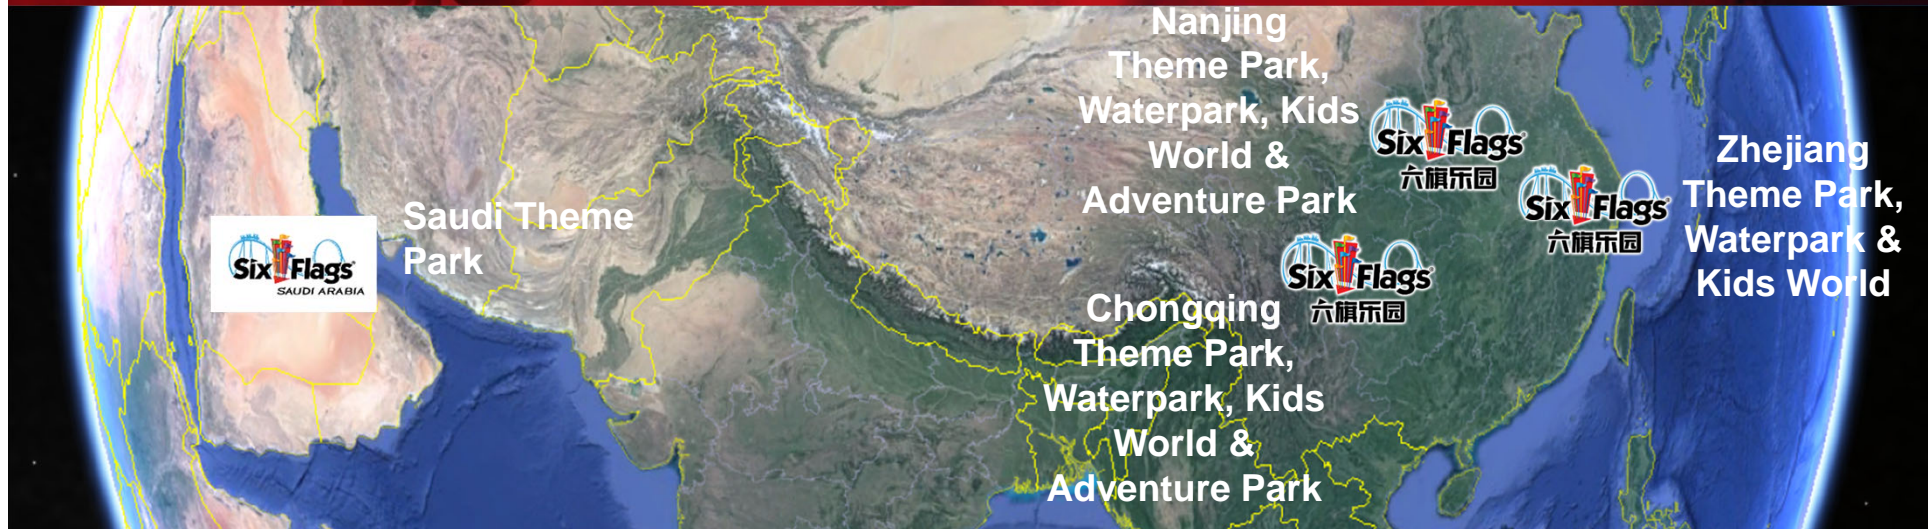 Nanjing
Theme Park,
Waterpark, Kids
World &
Adventure Park
Six Flags
六旗乐园
Zhejiang
Theme Park,
Waterpark &
Kids World
Six Flags
六旗乐园
Saudi Theme
Park
Six Flags
SAUDI ARABIA
Six Flags
六旗乐园
Chongqing
Theme Park,
Waterpark, Kids
World &
Adventure Park